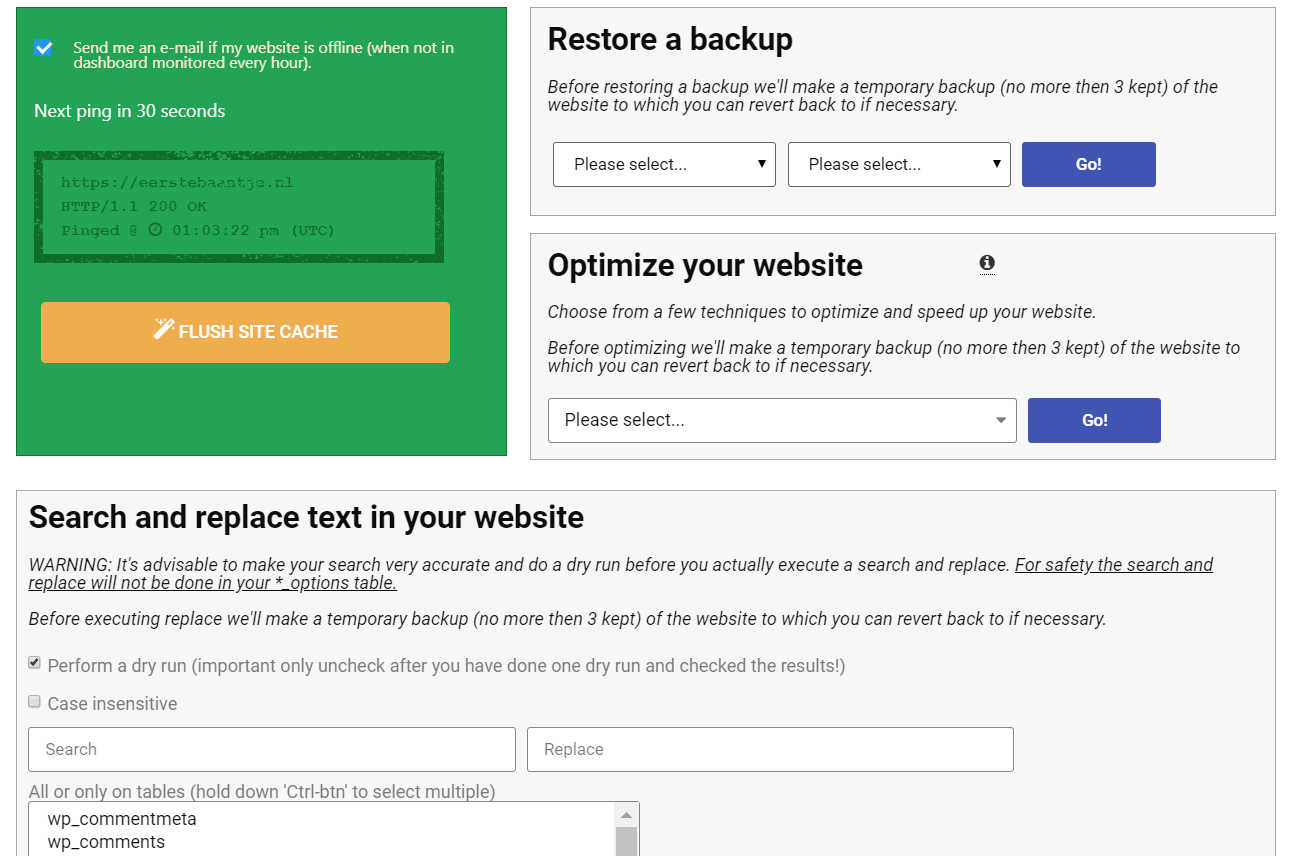 Send me an e-mail if my website is offline (when not in
dashboard monitored every hour).
Next ping in 30 seconds
https://eerstebaantje.nl
HTTP/1.1 200 OK
Pinged @ 01:03:22 pm (UTC)
FLUSH SITE CACHE
Restore a backup
Before restoring a backup we'll make a temporary backup (no more then 3 kept) of the
website to which you can revert back to if necessary.
Please select... Please select... Go!
Optimize your website
Choose from a few techniques to optimize and speed up your website.
Before optimizing we'll make a temporary backup (no more then 3 kept) of the website to
which you can revert back to if necessary.
Please select... Go!
Search and replace text in your website
WARNING: It's advisable to make your search very accurate and do a dry run before you actually execute a search and replace. For safety the search and
replace will not be done in your *_options table.
Before executing replace we'll make a temporary backup (no more then 3 kept) of the website to which you can revert back to if necessary.
Perform a dry run (important only uncheck after you have done one dry run and checked the results!)
Case insensitive
Search Replace
All or only on tables (hold down 'Ctrl-btn' to select multiple)
wp_commentmeta
wp_comments